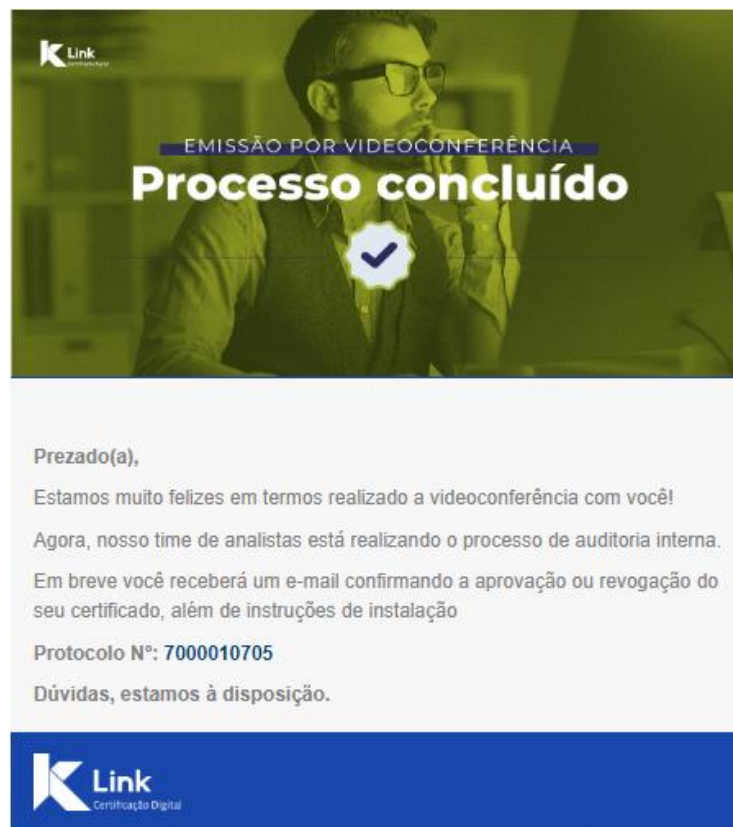 Link
Certificação Digital
EMISSÃO POR VIDEOCONFERÊNCIA
Processo concluído
Prezado(a),
Estamos muito felizes em termos realizado a videoconferência com você!
Agora, nosso time de analistas está realizando o processo de auditoria interna.
Em breve você receberá um e-mail confirmando a aprovação ou revogação do
seu certificado, além de instruções de instalação
Protocolo Nº: 7000010705
Dúvidas, estamos à disposição.
Link
Certificação Digital